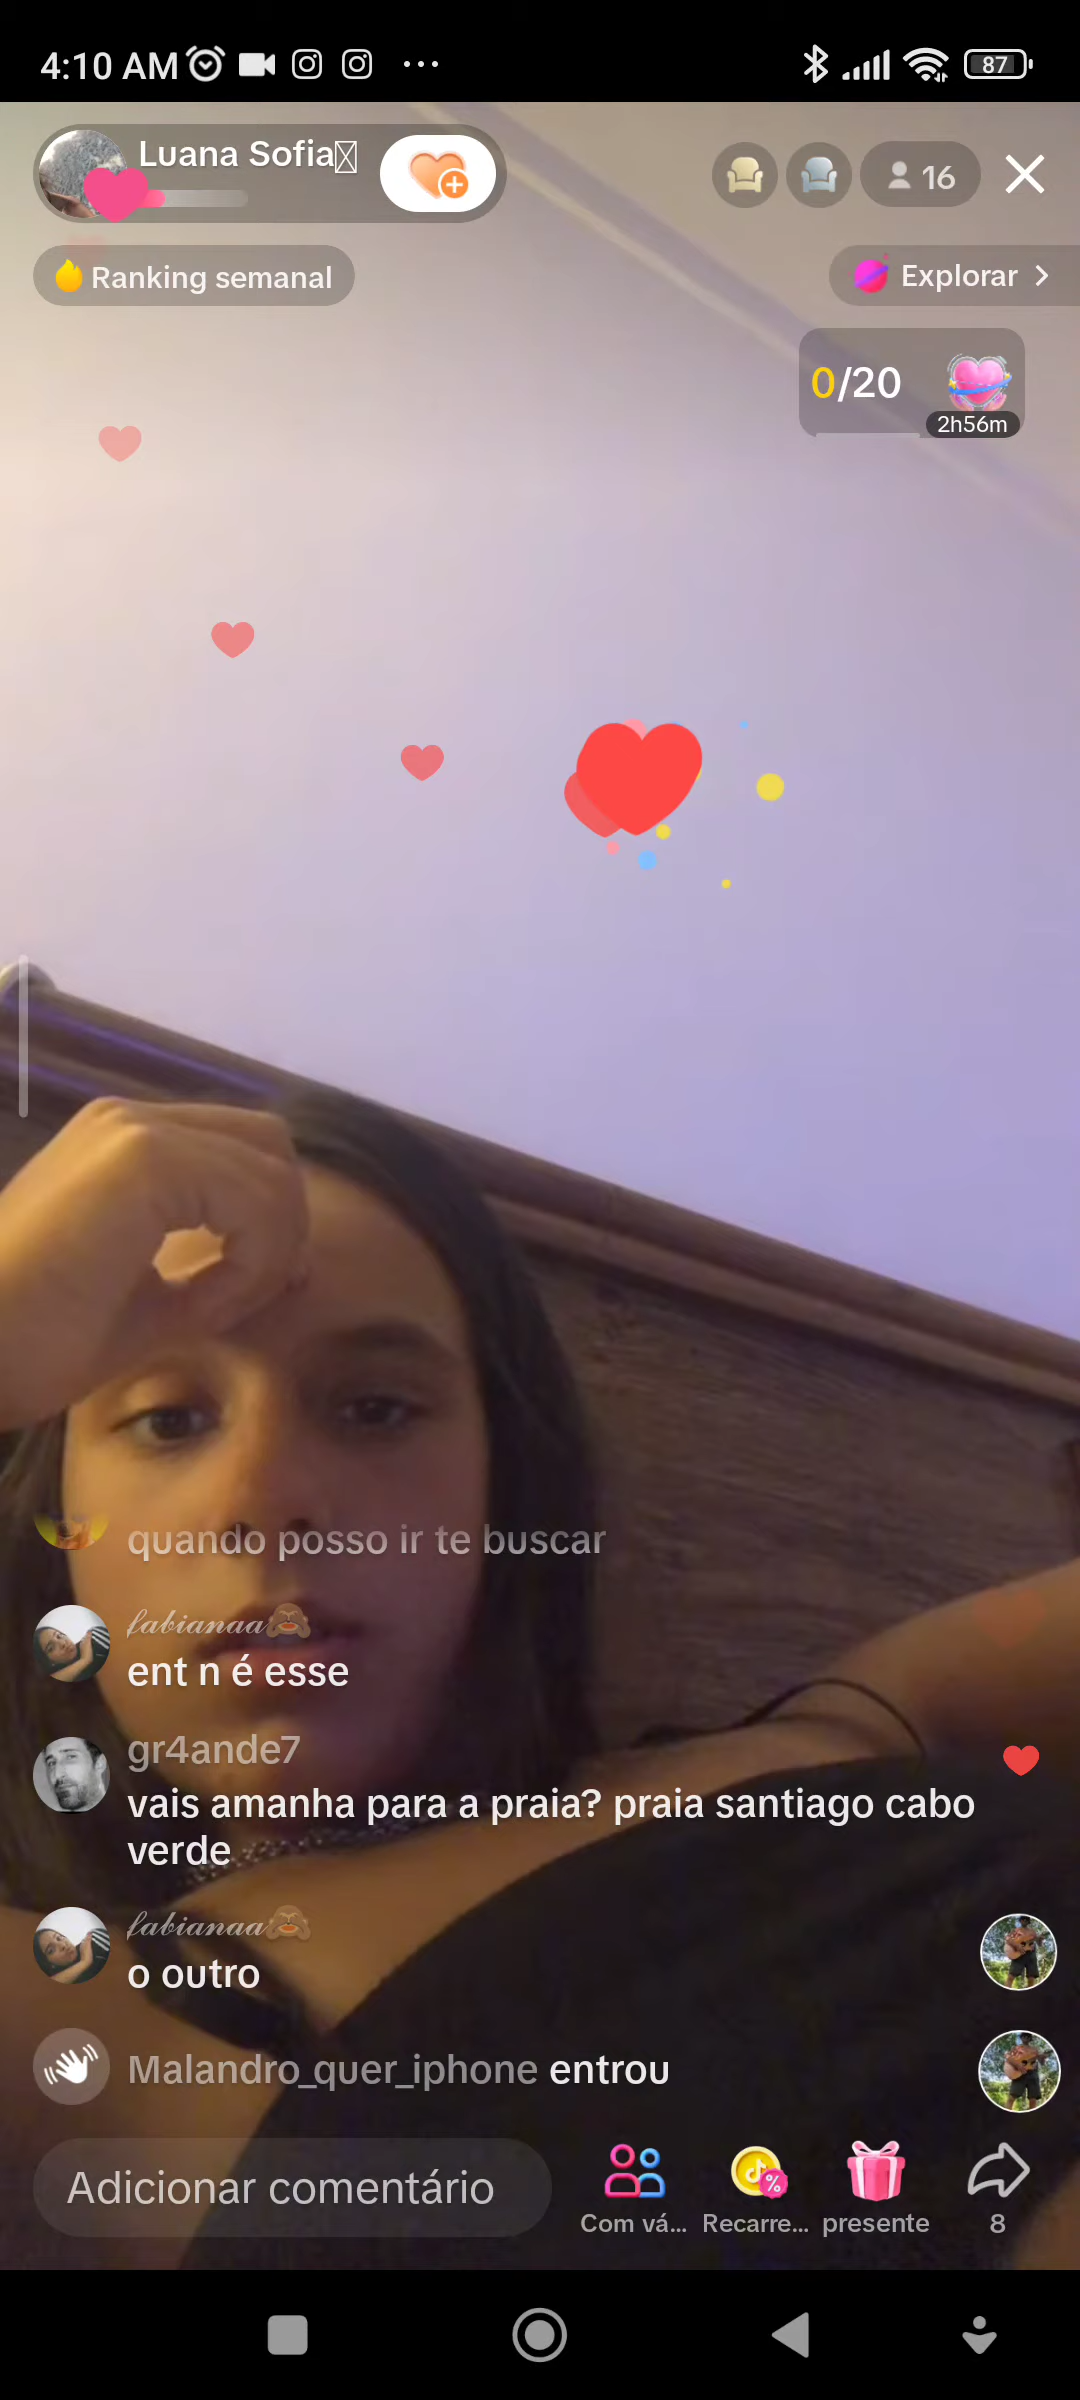 4:10 AM
87
Luana Sofia
16
Ranking semanal
Explorar
0/20
2h56m
quando posso ir te buscar
fabianaa🙈
ent n é esse
gr4ande7
vais amanha para a praia? praia santiago cabo
verde
fabianaa🙈
o outro
Malandro_quer_iphone entrou
Adicionar comentário
Com vá...
Recarre...
presente
8